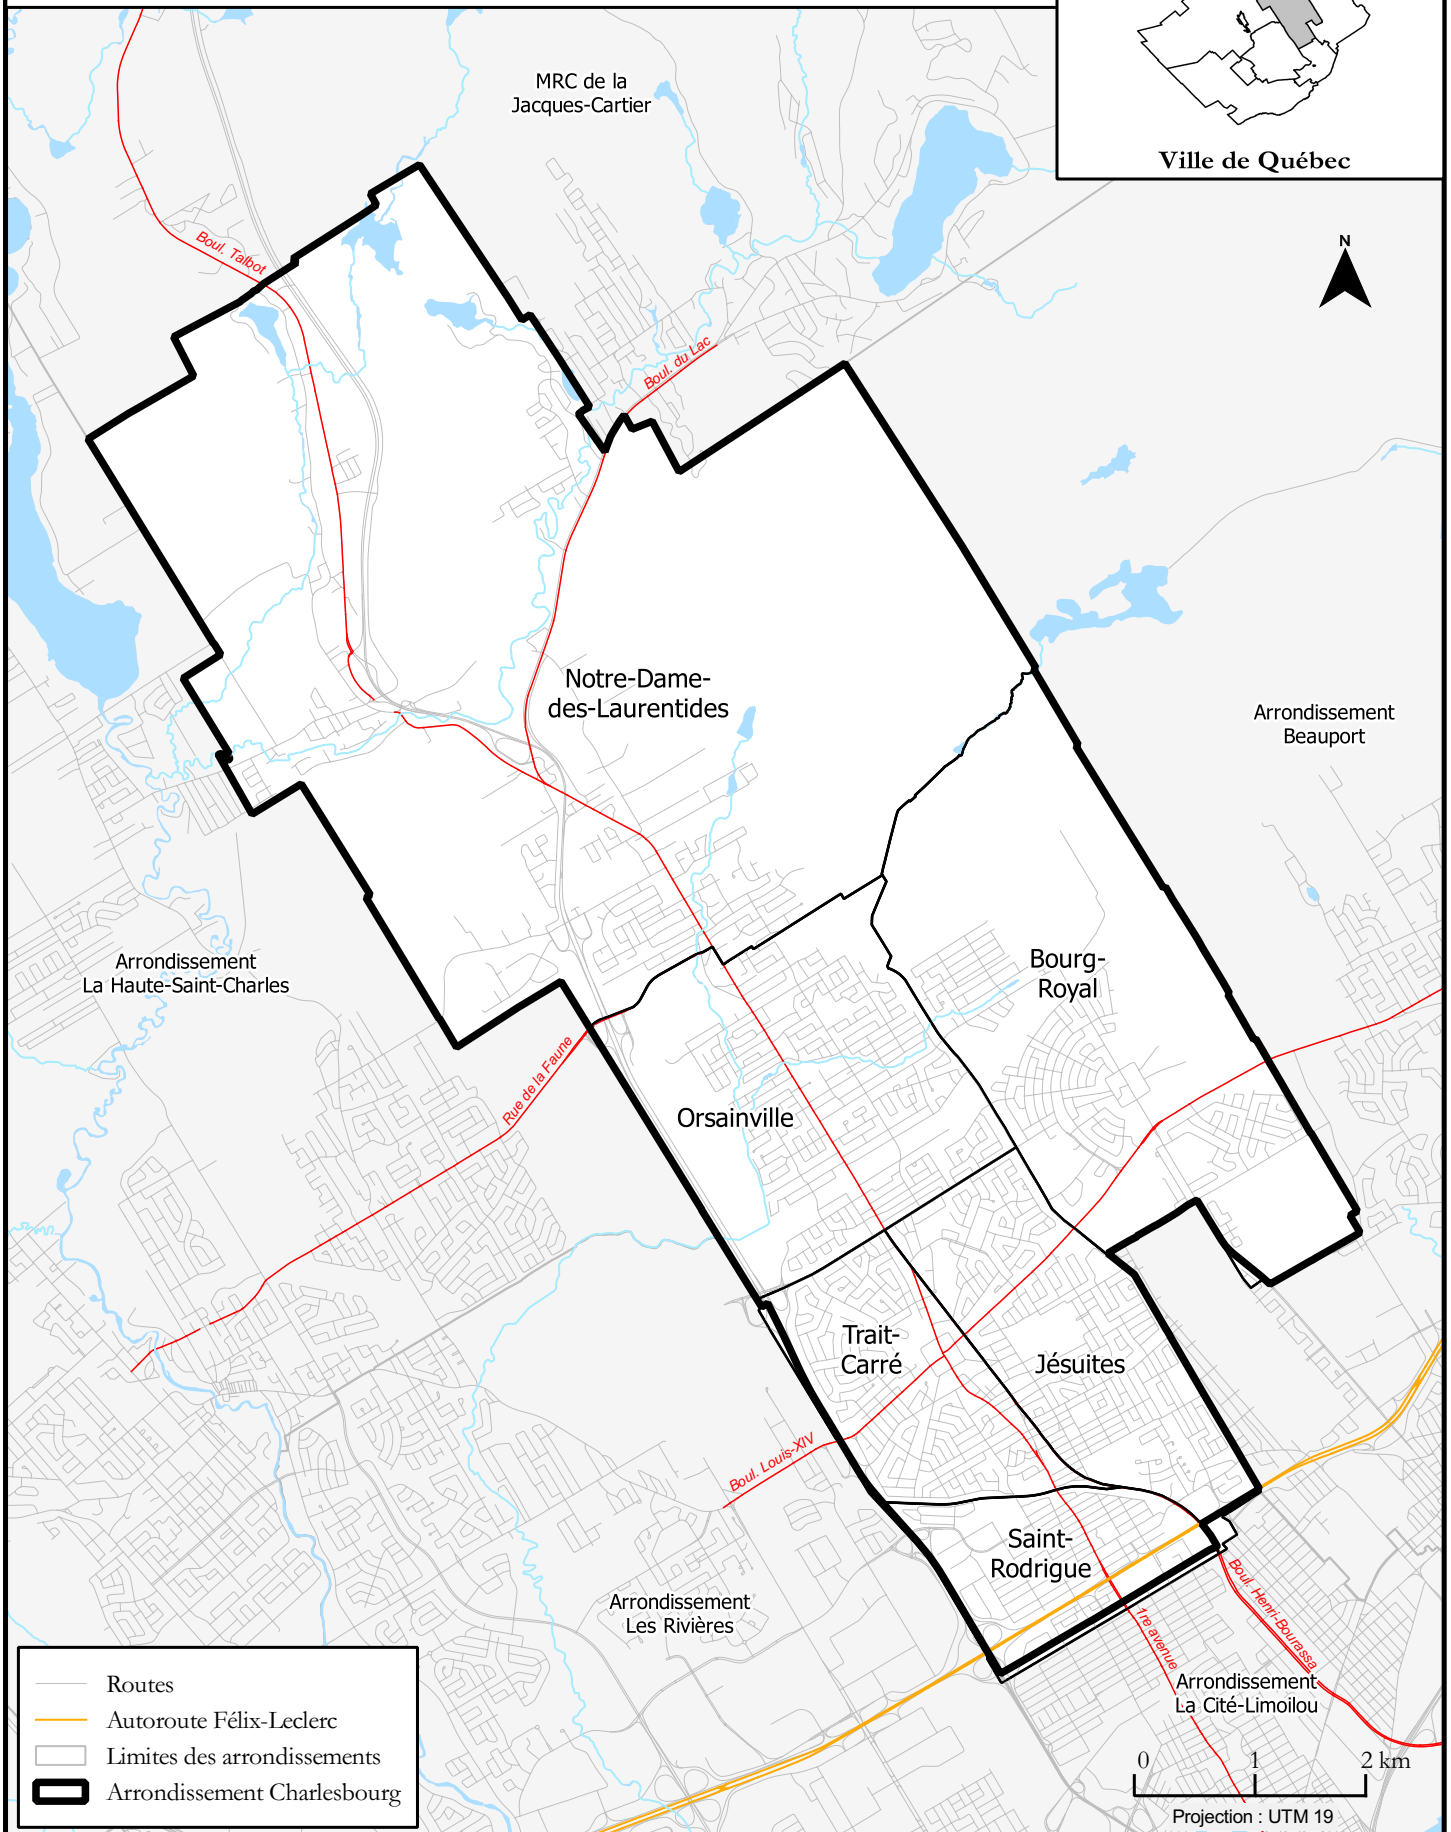 MRC de la
Jacques-Cartier
Ville de Québec
N
Boul. Talbot
Boul. du Lac
Notre-Dame-
des-Laurentides
Arrondissement
Beauport
Arrondissement
La Haute-Saint-Charles
Bourg-
Royal
Rue de la Faune
Orsainville
Trait-
Carré
Jésuites
Boul. Louis-XIV
Saint-
Rodrigue
Arrondissement
Les Rivières
Boul. Henri-Bourassa
1re avenue
Arrondissement
La Cité-Limoilou
Routes
Autoroute Félix-Leclerc
Limites des arrondissements
Arrondissement Charlesbourg
0 1 2 km
Projection : UTM 19